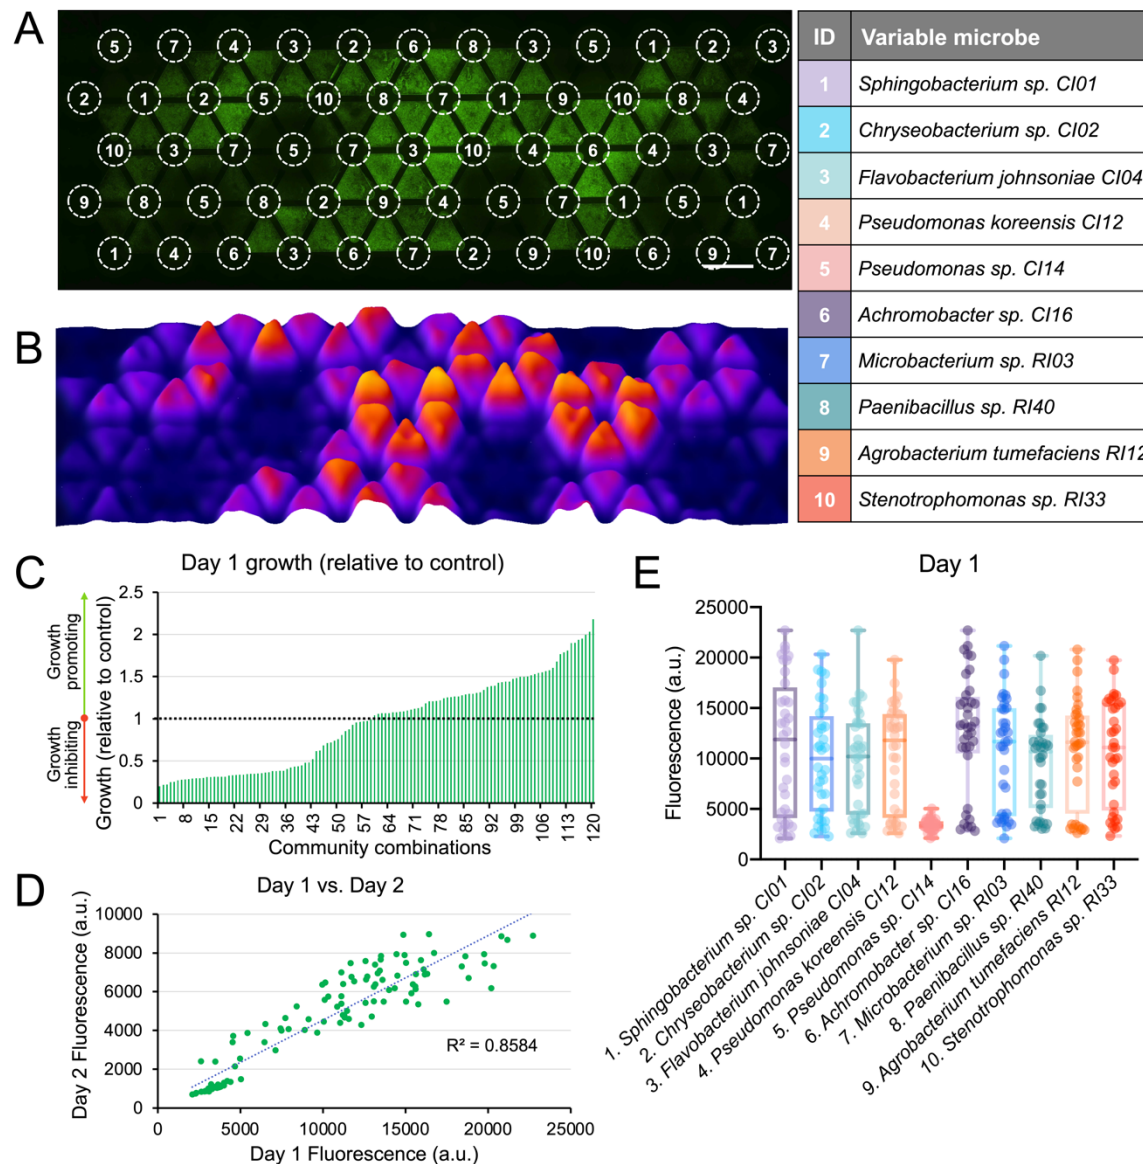 A
5 7 4 3 2 6 8 3 5 1 2 3
2 1 2 5 10 8 7 1 9 10 8 4
10 3 7 5 7 3 10 4 6 4 3 7
9 8 5 8 2 9 4 5 7 1 5 1
1 4 6 3 6 7 2 9 10 6 9 7
ID Variable microbe
1 Sphingobacterium sp. CI01
2 Chryseobacterium sp. CI02
3 Flavobacterium johnsoniae CI04
4 Pseudomonas koreensis CI12
5 Pseudomonas sp. CI14
6 Achromobacter sp. CI16
7 Microbacterium sp. RI03
8 Paenibacillus sp. RI40
9 Agrobacterium tumefaciens RI12
10 Stenotrophomonas sp. RI33
B
C
Day 1 growth (relative to control)
Growth promoting
Growth inhibiting
Growth (relative to control)
2.5
2
1.5
1
0.5
0
1 8 15 22 29 36 43 50 57 64 71 78 85 92 99 106 113 120
Community combinations
D
Day 1 vs. Day 2
Day 2 Fluorescence (a.u.)
10000
8000
6000
4000
2000
0
R² = 0.8584
0 5000 10000 15000 20000 25000
Day 1 Fluorescence (a.u.)
E
Day 1
Fluorescence (a.u.)
25000
20000
15000
10000
5000
0
1. Sphingobacterium sp. CI01
2. Chryseobacterium sp. CI02
3. Flavobacterium johnsoniae CI04
4. Pseudomonas koreensis CI12
5. Pseudomonas sp. CI14
6. Achromobacter sp. CI16
7. Microbacterium sp. RI03
8. Paenibacillus sp. RI40
9. Agrobacterium tumefaciens RI12
10. Stenotrophomonas sp. RI33